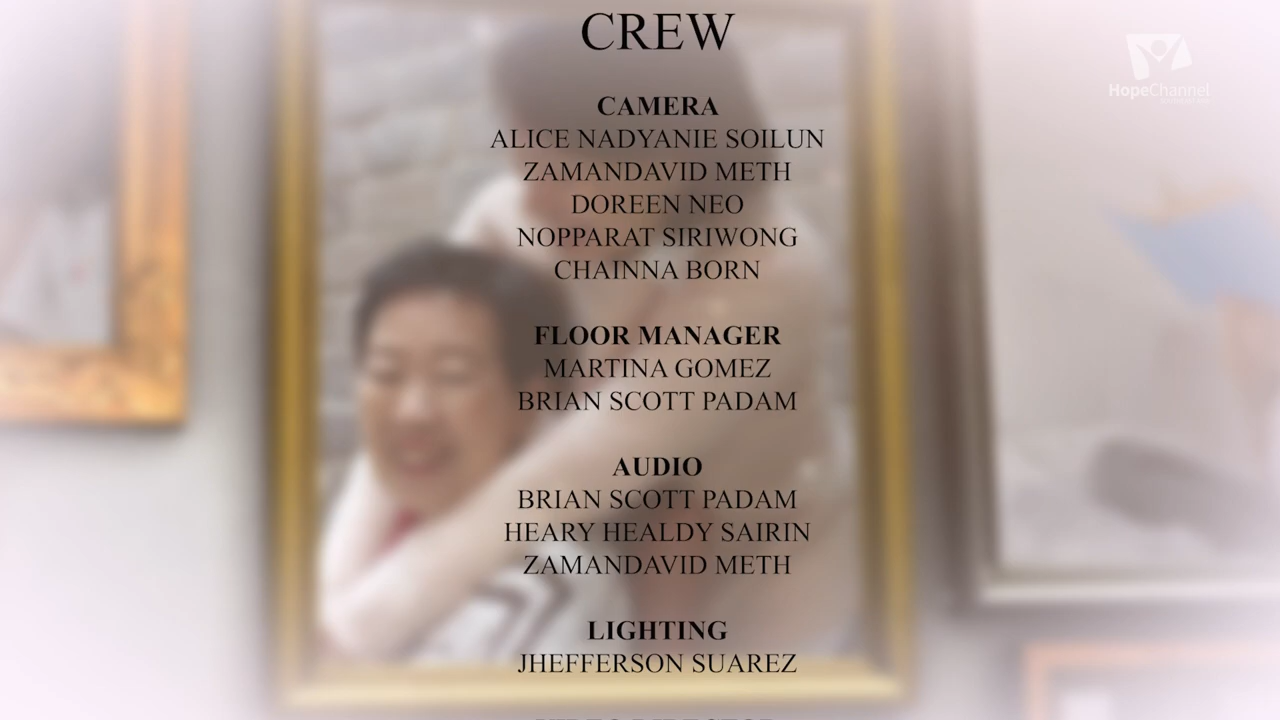 CREW
HopeChannel
CAMERA
ALICE NADYANIE SOILUN
ZAMANDAVID METH
DOREEN NEO
NOPPARAT SIRIWONG
CHAINNA BORN
FLOOR MANAGER
MARTINA GOMEZ
BRIAN SCOTT PADAM
AUDIO
BRIAN SCOTT PADAM
HEARY HEALDY SAIRIN
ZAMANDAVID METH
LIGHTING
JHEFFERSON SUAREZ